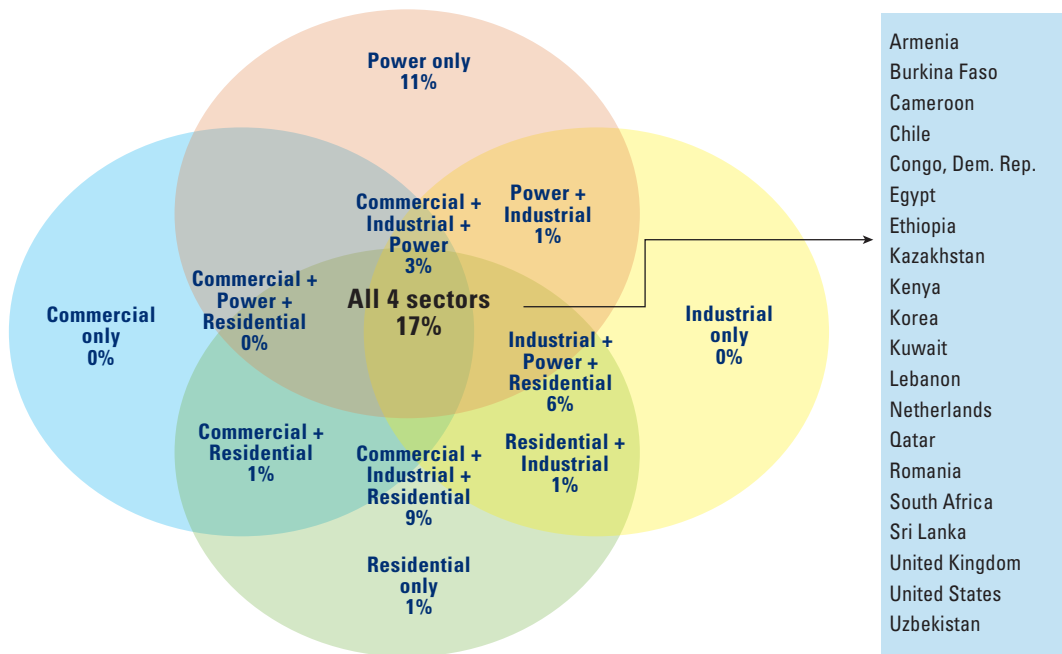 Power only
11%
Commercial +
Industrial +
Power
3%
Power +
Industrial
1%
Commercial +
Power +
Residential
0%
All 4 sectors
17%
Commercial
only
0%
Industrial
only
0%
Industrial +
Power +
Residential
6%
Commercial +
Residential
1%
Commercial +
Industrial +
Residential
9%
Residential +
Industrial
1%
Residential
only
1%
Armenia
Burkina Faso
Cameroon
Chile
Congo, Dem. Rep.
Egypt
Ethiopia
Kazakhstan
Kenya
Korea
Kuwait
Lebanon
Netherlands
Qatar
Romania
South Africa
Sri Lanka
United Kingdom
United States
Uzbekistan